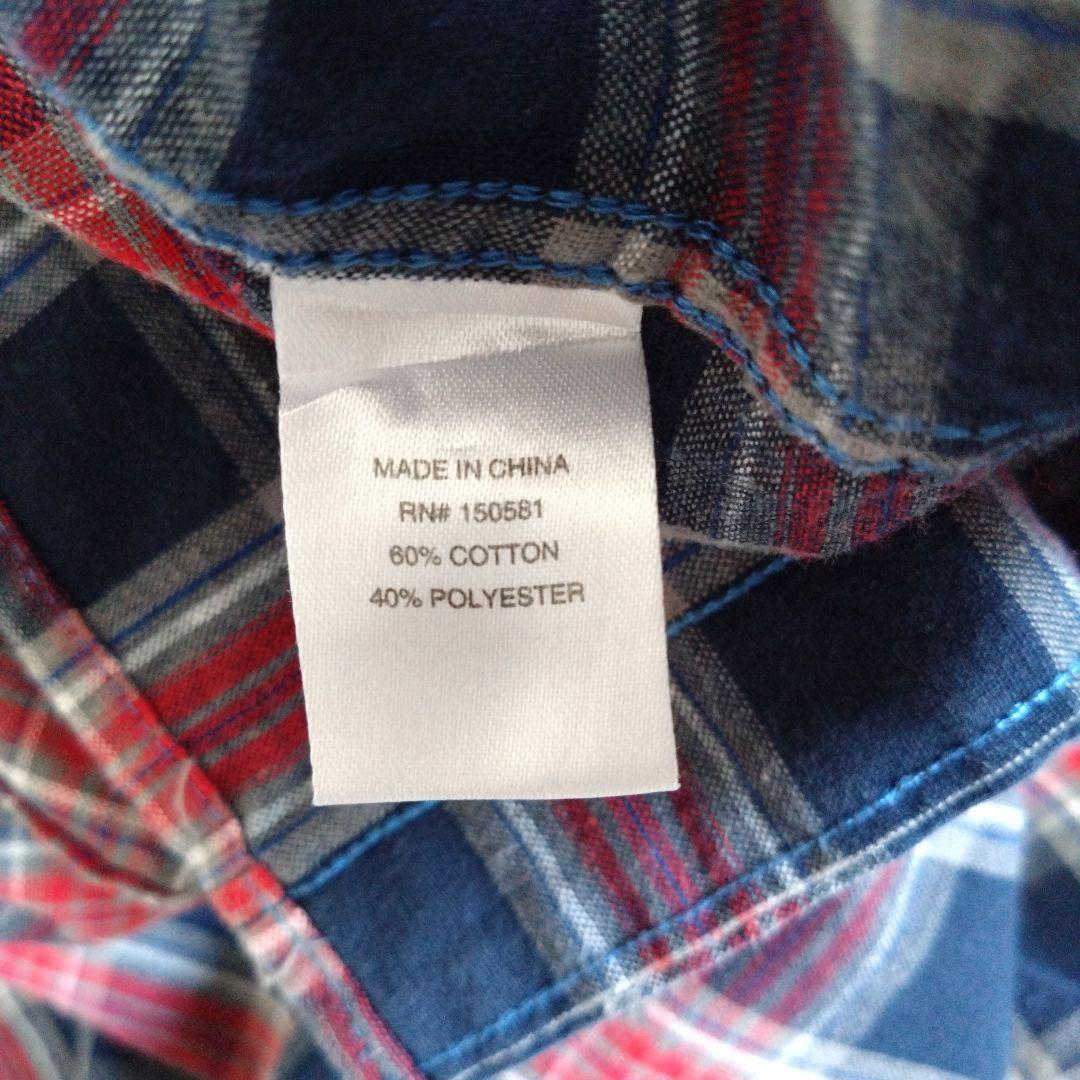 MADE IN CHINA
RN# 150581
60% COTTON
40% POLYESTER